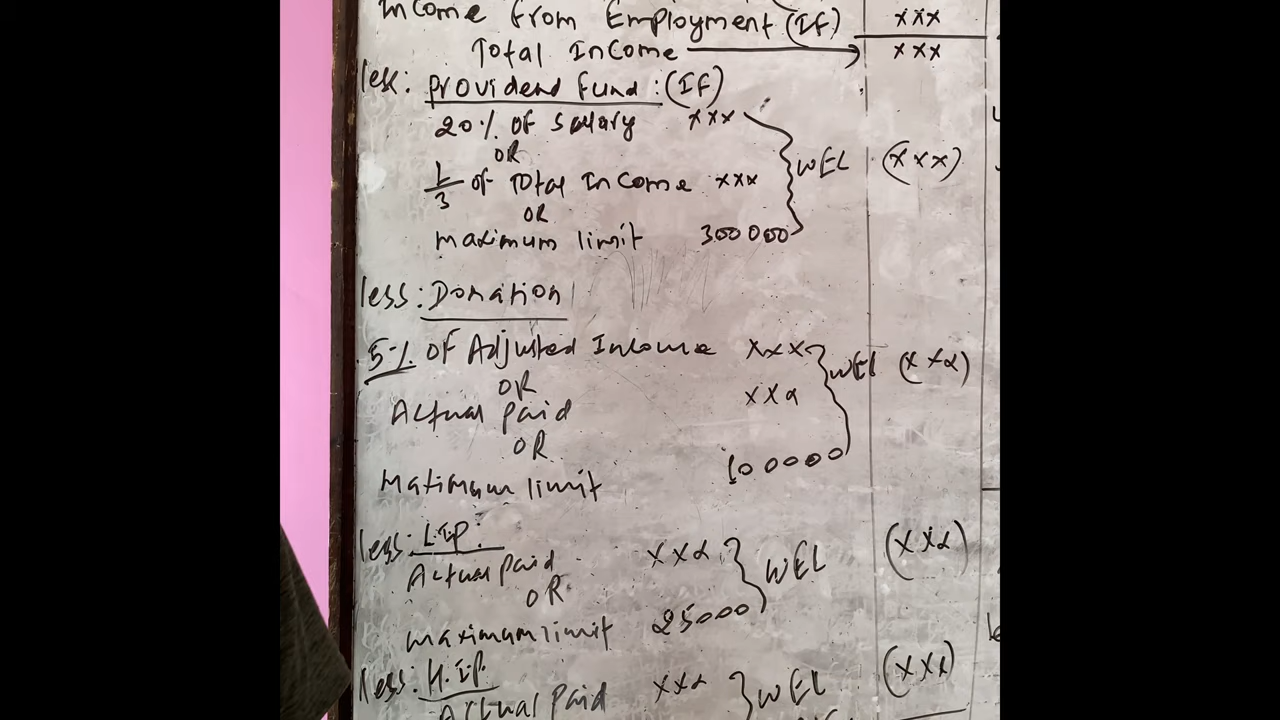 Income from Employment (IF) xxx
Total Income xxx
less: providend fund: (IF)
20% of salary xxx
OR
1/3 of Total Income xxx WEL (xxx)
OR
maximum limit 300000
less: Donation
5% of Adjusted Income xxx WEL (xxx)
OR
Actual paid xxx
OR
Maximum limit 100000
less: L.I.P:
Actual paid xxx WEL (xxx)
OR
maximum limit 25000
less: H.I.P.
Actual paid xxx WEL (xxx)